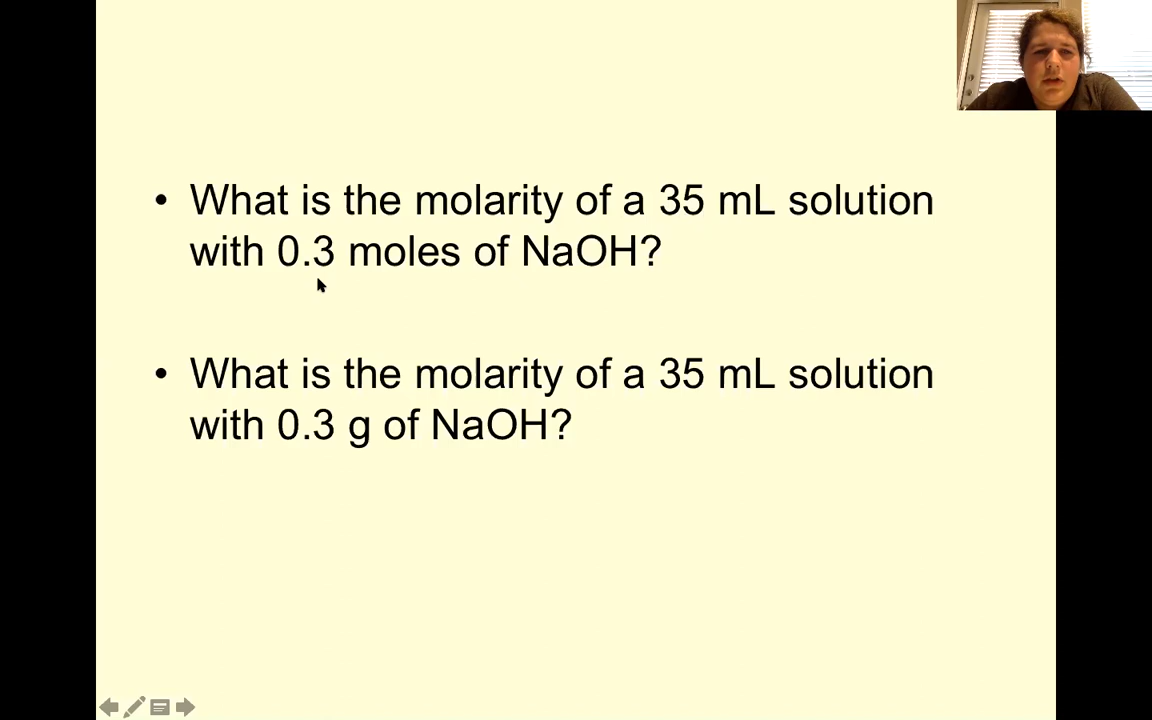 • What is the molarity of a 35 mL solution
with 0.3 moles of NaOH?
• What is the molarity of a 35 mL solution
with 0.3 g of NaOH?